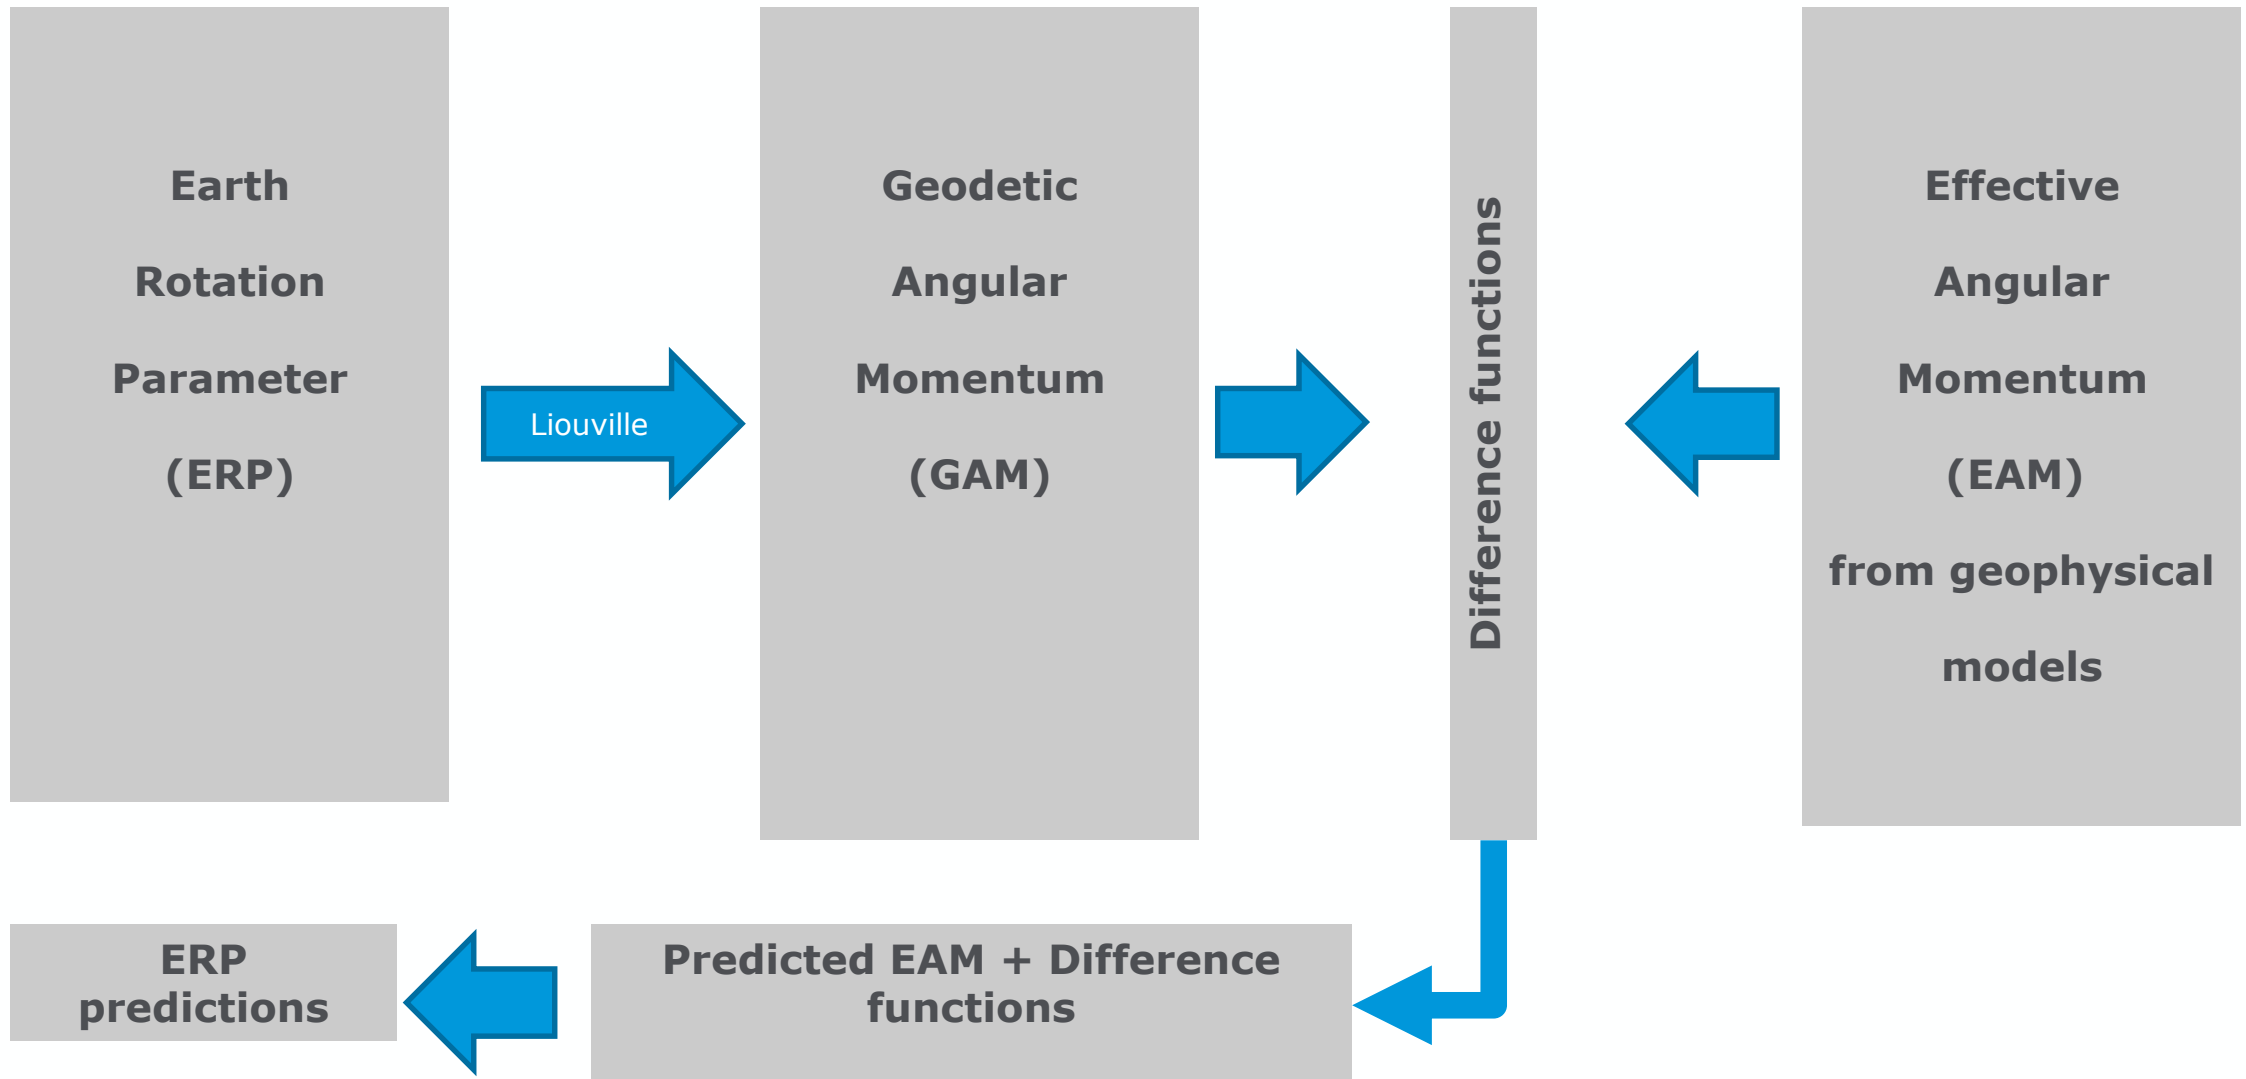 Earth
Rotation
Parameter
(ERP)
Liouville
Geodetic
Angular
Momentum
(GAM)
Difference functions
Effective
Angular
Momentum
(EAM)
from geophysical
models
ERP
predictions
Predicted EAM + Difference
functions